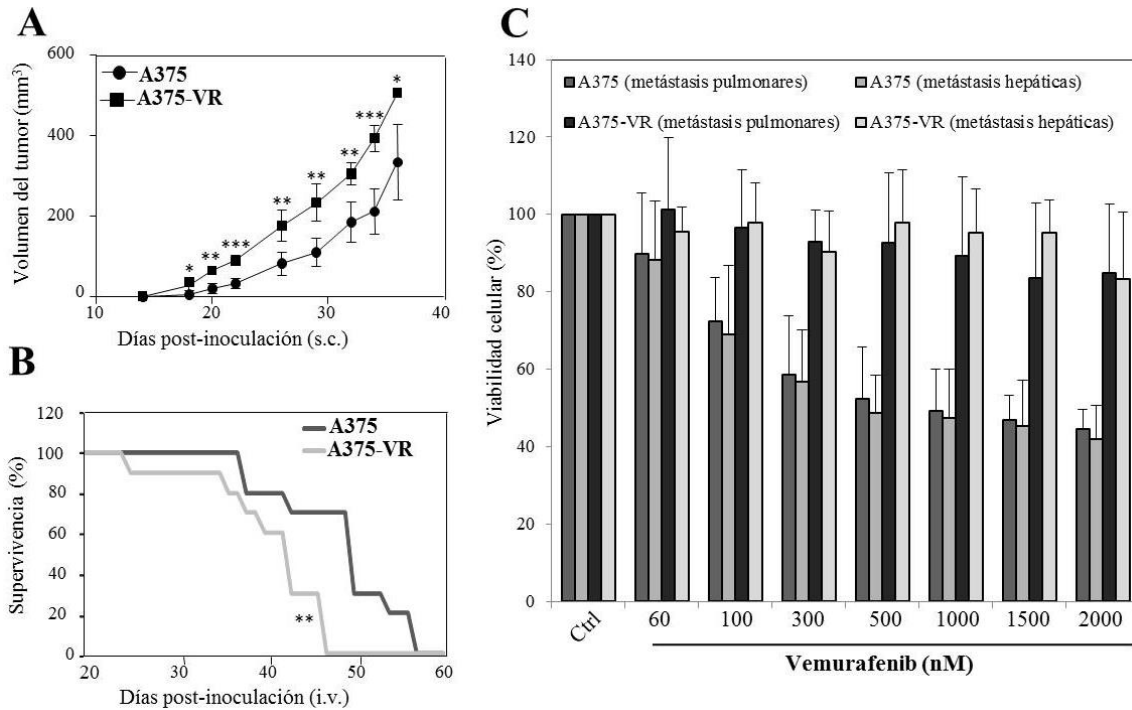 A
600
400
200
0
Volumen del tumor (mm³)
A375
A375-VR
*
**
***
**
**
**
***
*
10 20 30 40
Días post-inoculación (s.c.)
B
120
100
80
60
40
20
0
Supervivencia (%)
A375
A375-VR
**
20 30 40 50 60
Días post-inoculación (i.v.)
C
140
120
100
80
60
40
20
0
Viabilidad celular (%)
A375 (metástasis pulmonares) A375 (metástasis hepáticas)
A375-VR (metástasis pulmonares) A375-VR (metástasis hepáticas)
Ctrl 60 100 300 500 1000 1500 2000
Vemurafenib (nM)